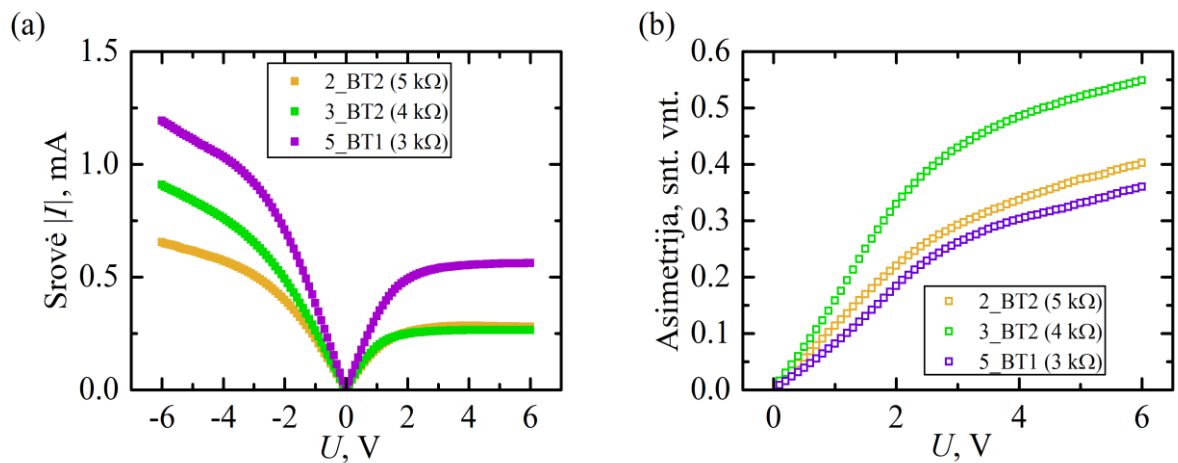 (a)
Srovė |I|, mA
1.5
1.0
0.5
0.0
2_BT2 (5 kΩ)
3_BT2 (4 kΩ)
5_BT1 (3 kΩ)
-6 -4 -2 0 2 4 6
U, V
(b)
Asimetrija, snt. vnt.
0.6
0.5
0.4
0.3
0.2
0.1
0.0
2_BT2 (5 kΩ)
3_BT2 (4 kΩ)
5_BT1 (3 kΩ)
0 2 4 6
U, V